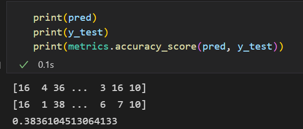 print(pred)
print(y_test)
print(metrics.accuracy_score(pred, y_test))
✓ 0.1s
[16  4 36 ...  3 16 10]
[16  1 38 ...  6  7 10]
0.3836104513064133